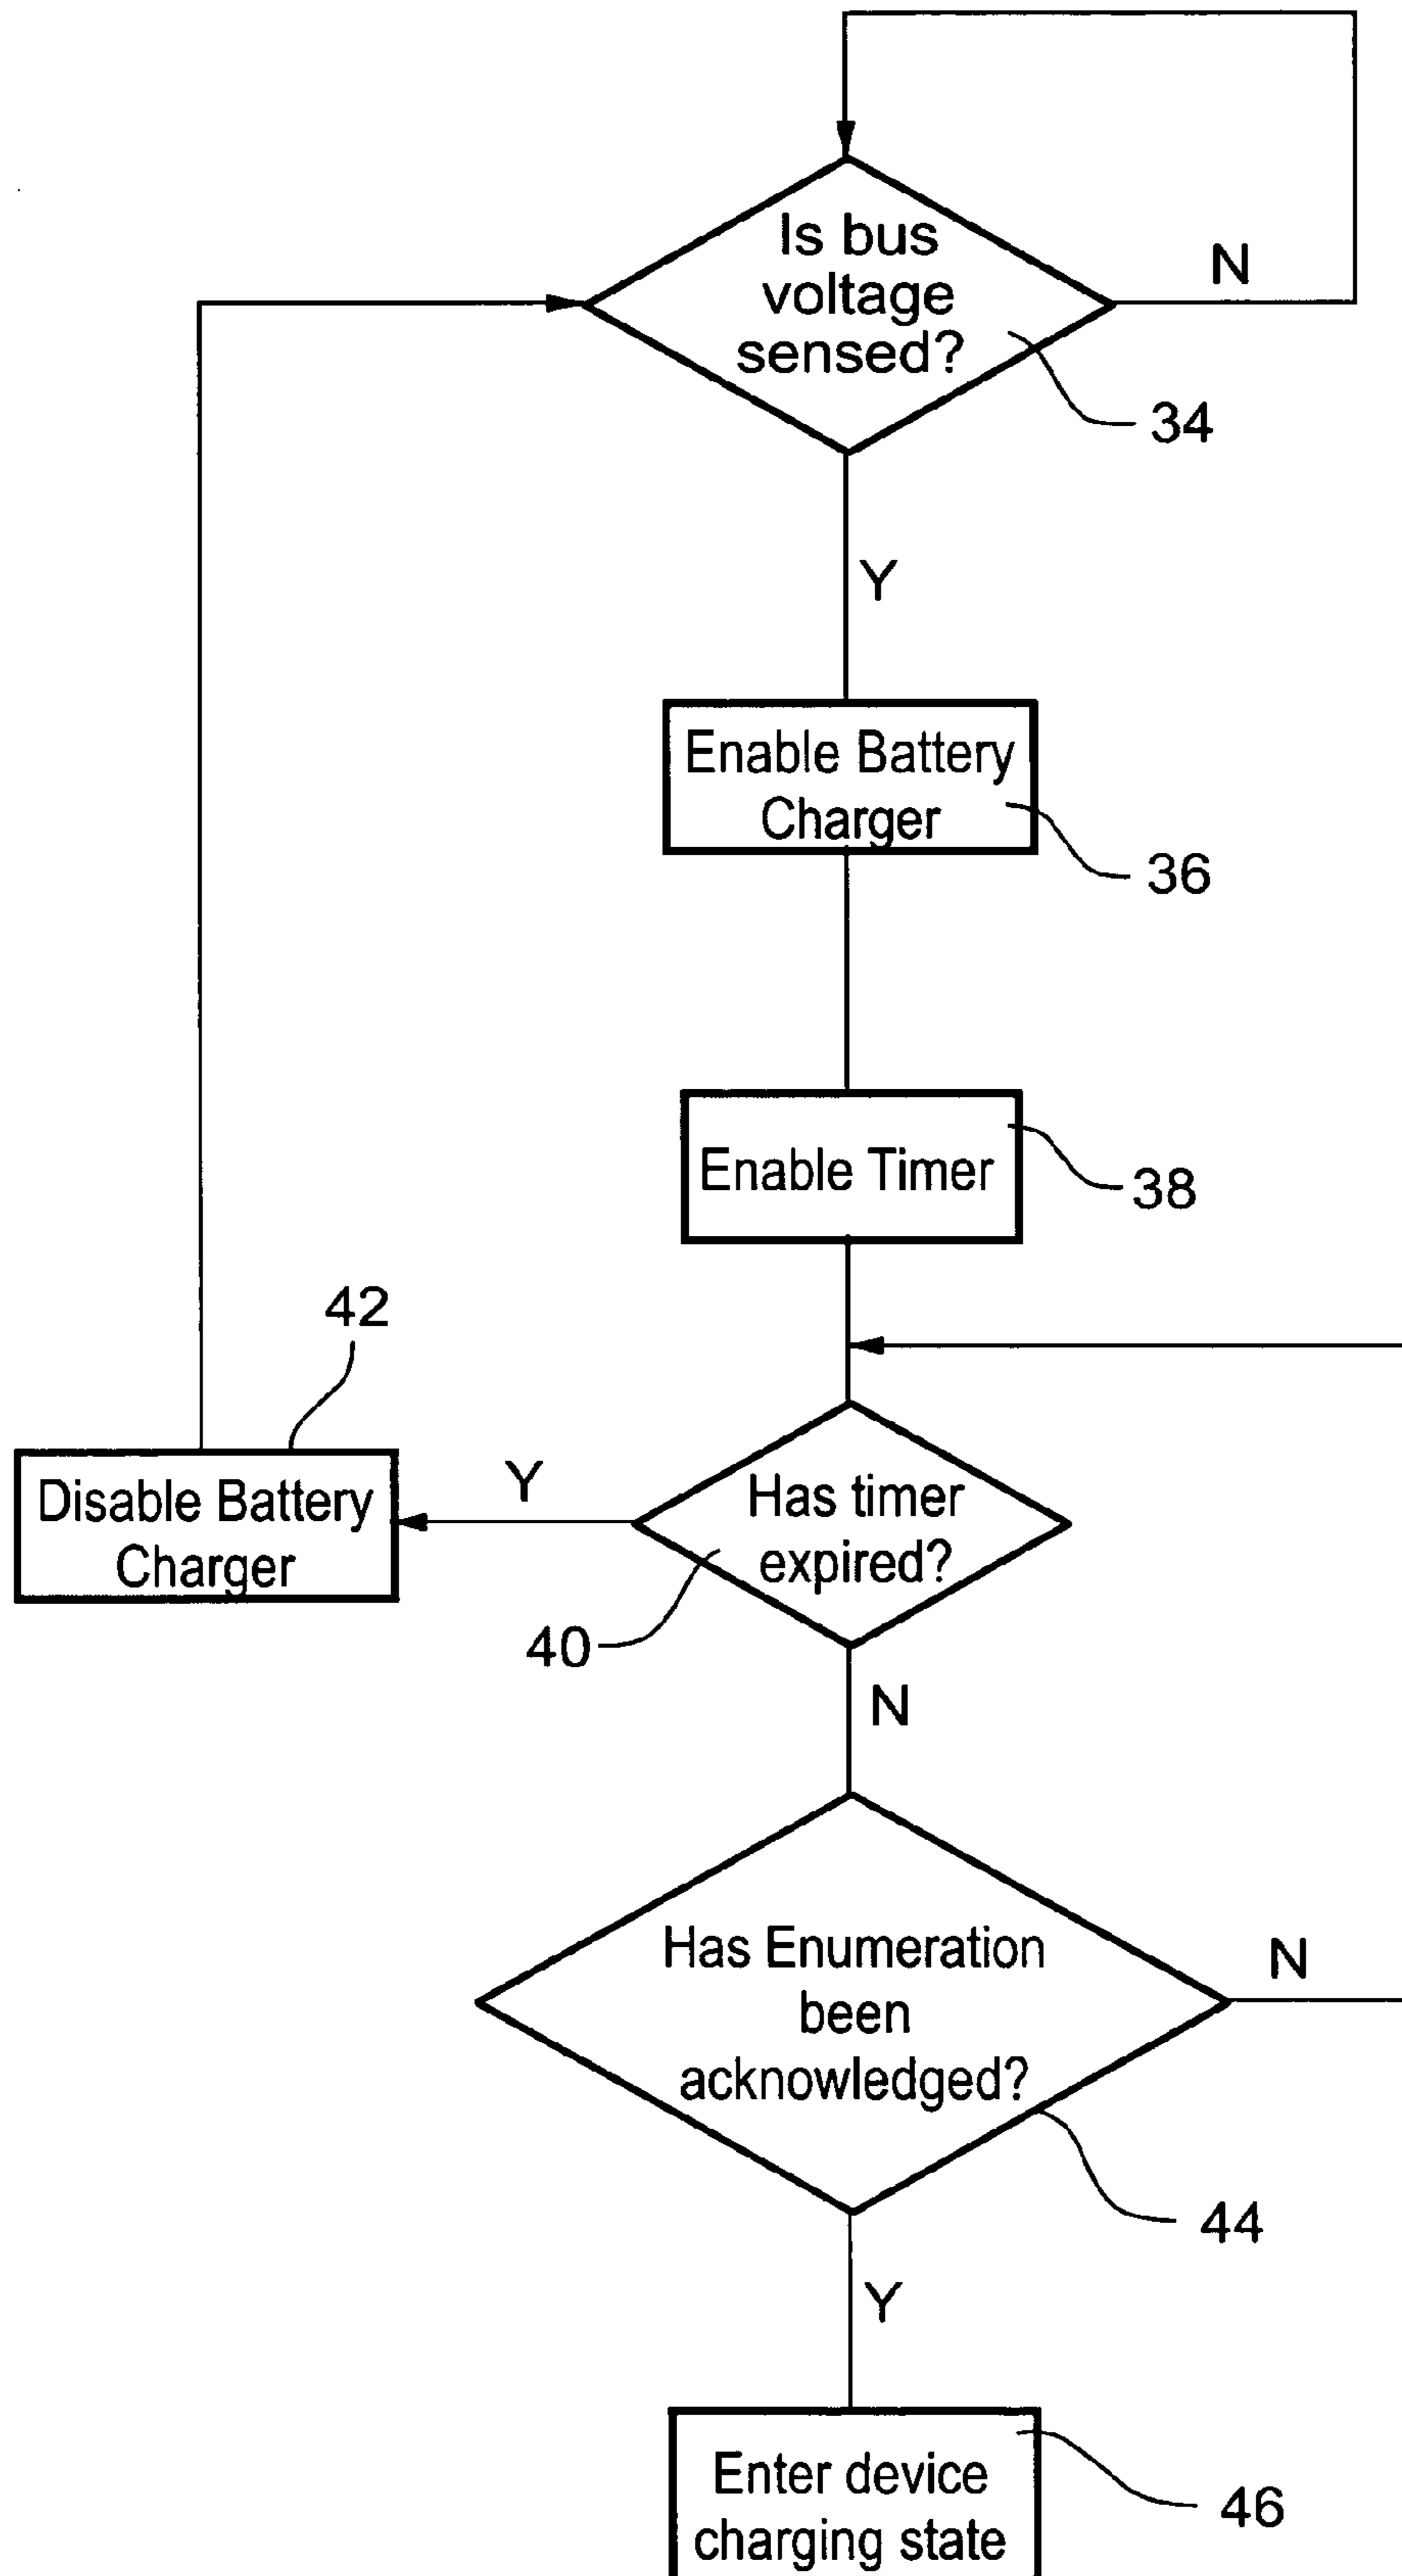 Is bus
voltage
sensed?
N
34
Y
Enable Battery
Charger
36
Enable Timer
38
42
Disable Battery
Charger
Y
Has timer
expired?
40
N
Has Enumeration
been
acknowledged?
N
44
Y
Enter device
charging state
46